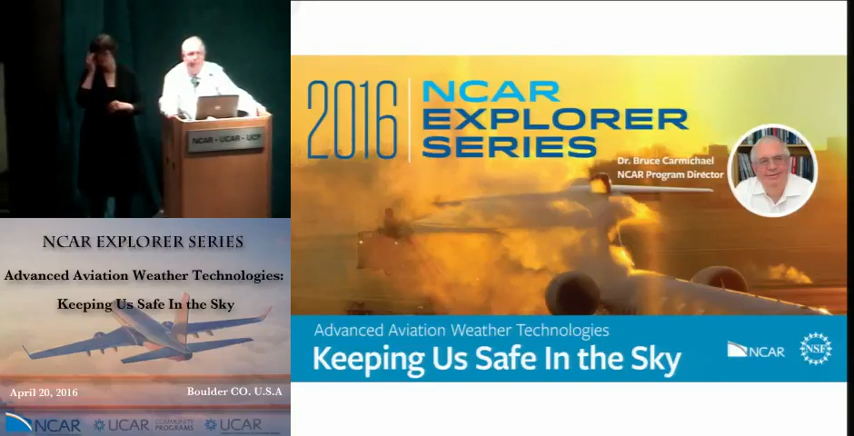 NCAR - UCAR - UCP
NCAR EXPLORER SERIES
Advanced Aviation Weather Technologies:
Keeping Us Safe In the Sky
April 20, 2016
Boulder CO. U.S.A
NCAR
UCAR
COMMUNITY
PROGRAMS
UCAR
2016
NCAR
EXPLORER
SERIES
Dr. Bruce Carmichael
NCAR Program Director
Advanced Aviation Weather Technologies
Keeping Us Safe In the Sky
NCAR
NSF